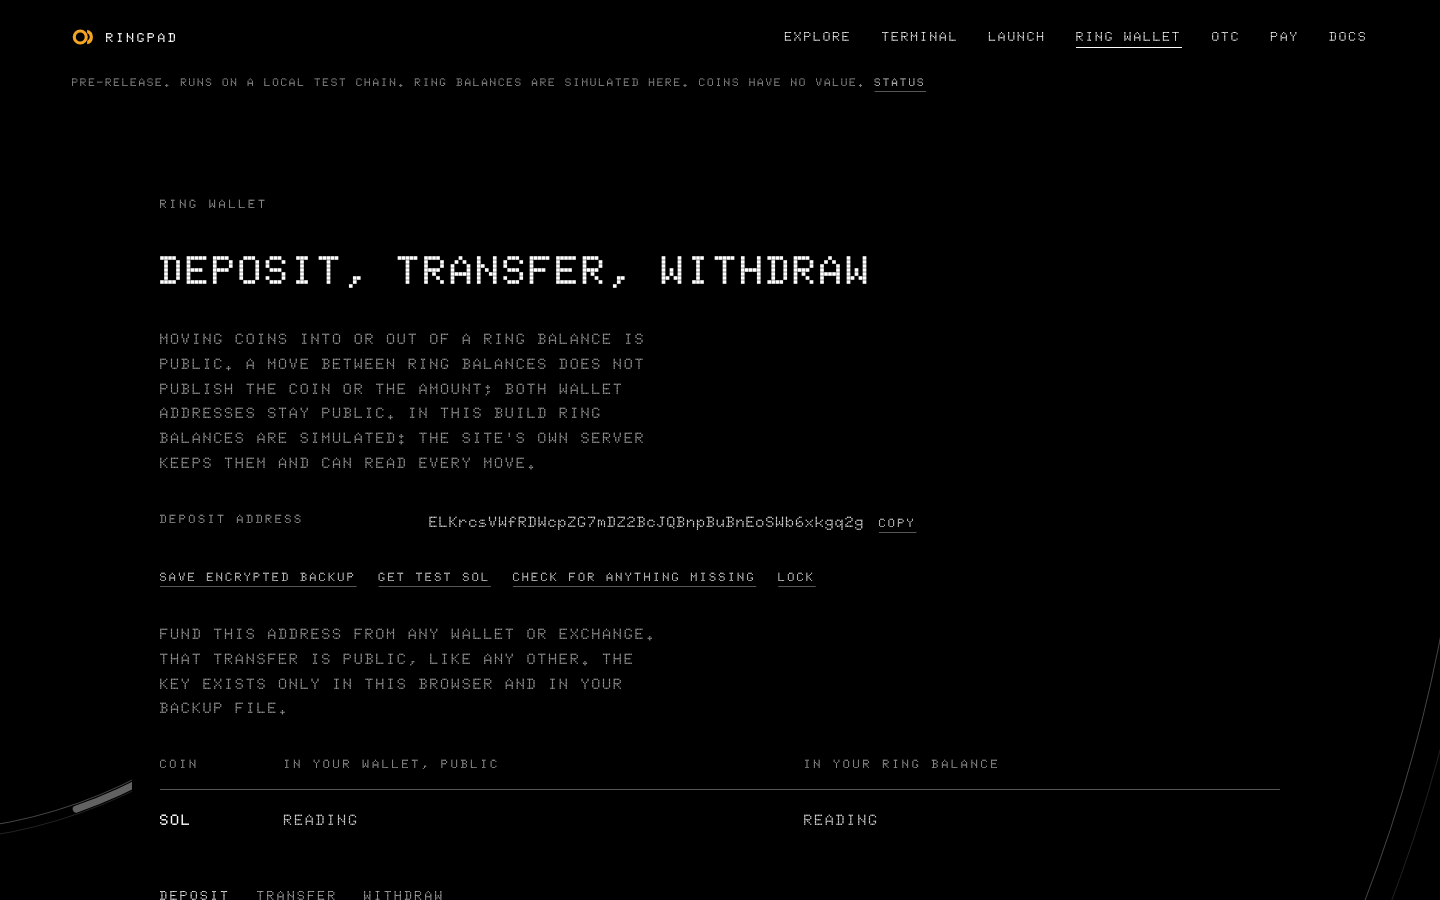 RINGPAD
EXPLORE TERMINAL LAUNCH RING WALLET OTC PAY DOCS
PRE-RELEASE. RUNS ON A LOCAL TEST CHAIN. RING BALANCES ARE SIMULATED HERE. COINS HAVE NO VALUE. STATUS
RING WALLET
DEPOSIT, TRANSFER, WITHDRAW
MOVING COINS INTO OR OUT OF A RING BALANCE IS
PUBLIC. A MOVE BETWEEN RING BALANCES DOES NOT
PUBLISH THE COIN OR THE AMOUNT; BOTH WALLET
ADDRESSES STAY PUBLIC. IN THIS BUILD RING
BALANCES ARE SIMULATED: THE SITE'S OWN SERVER
KEEPS THEM AND CAN READ EVERY MOVE.
DEPOSIT ADDRESS ELKrcsVWfRDWcpZG7mDZ2BcJQBnpBuBnEoSWb6xkgq2g COPY
SAVE ENCRYPTED BACKUP GET TEST SOL CHECK FOR ANYTHING MISSING LOCK
FUND THIS ADDRESS FROM ANY WALLET OR EXCHANGE.
THAT TRANSFER IS PUBLIC, LIKE ANY OTHER. THE
KEY EXISTS ONLY IN THIS BROWSER AND IN YOUR
BACKUP FILE.
COIN IN YOUR WALLET, PUBLIC IN YOUR RING BALANCE
SOL READING READING
DEPOSIT TRANSFER WITHDRAW